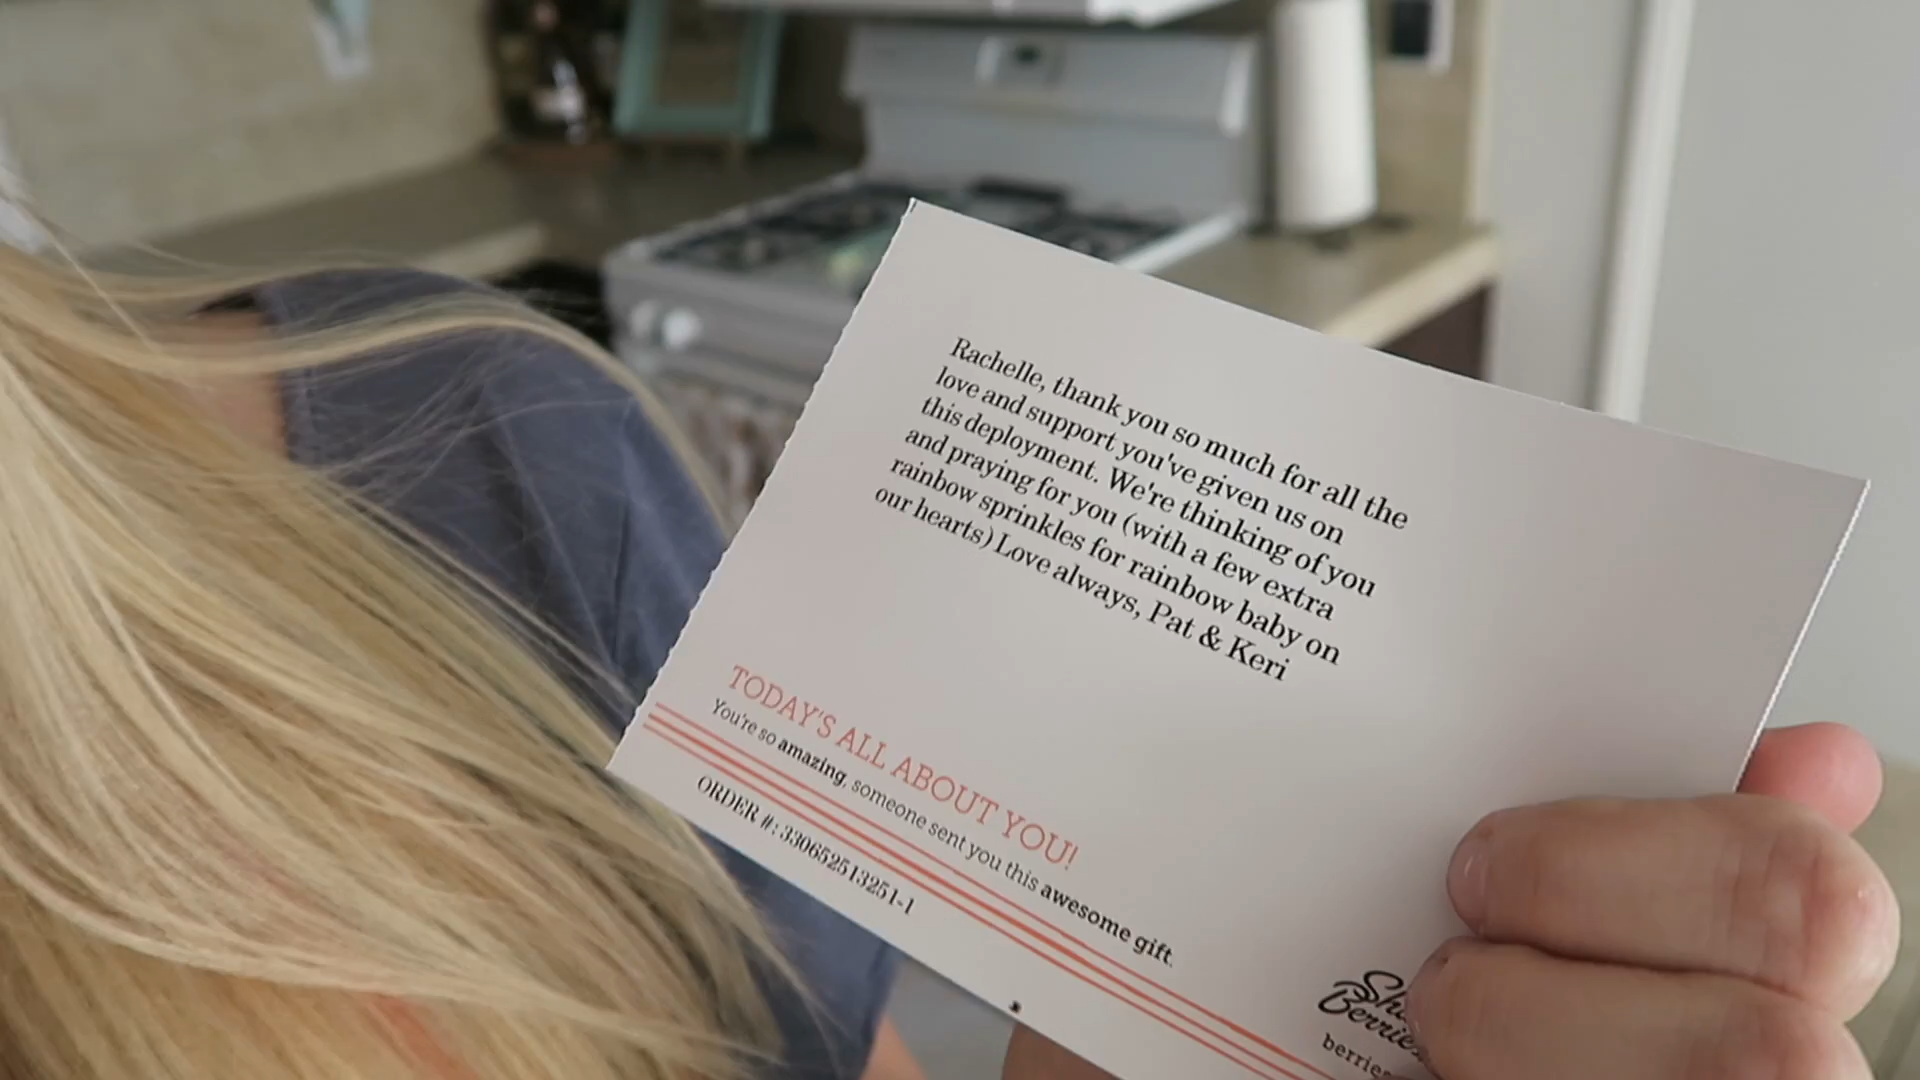 Rachelle, thank you so much for all the
love and support you've given us on
this deployment. We're thinking of you
and praying for you (with a few extra
rainbow sprinkles for rainbow baby on
our hearts) Love always, Pat & Keri
TODAY'S ALL ABOUT YOU!
You're so amazing, someone sent you this awesome gift.
ORDER #: 330652513251-1